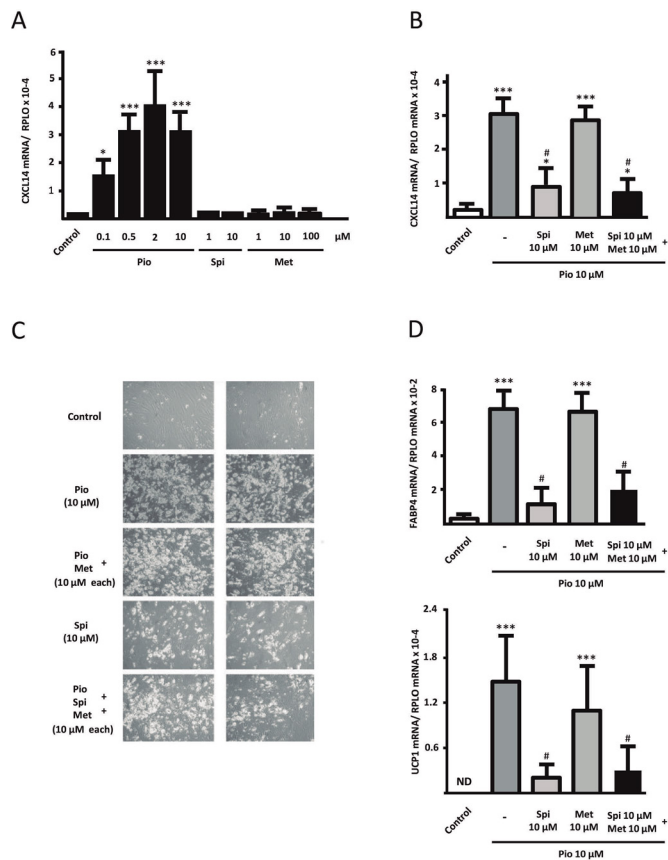 A
CXCL14 mRNA/ RPLO x 10-4
6
5
4
3
2
1
*
***
***
***
Control
0.1 0.5 2 10 1 10 1 10 100 µM
Pio Spi Met
B
CXCL14 mRNA/ RPLO mRNA x 10-4
4
3
2
1
***
#
*
***
#
*
Control
- Spi Met Spi 10 µM
10 µM 10 µM Met 10 µM +
Pio 10 µM
C
Control
Pio
(10 µM)
Pio
Met +
(10 µM each)
Spi
(10 µM)
Pio
Spi +
Met +
(10 µM each)
D
FABP4 mRNA/ RPLO mRNA x 10-2
8
6
4
2
***
#
***
#
Control
- Spi Met Spi 10 µM
10 µM 10 µM Met 10 µM +
Pio 10 µM
UCP1 mRNA/ RPLO mRNA x 10-4
2.4
1.8
1.2
0.6
ND
***
#
***
#
Control
- Spi Met Spi 10 µM
10 µM 10 µM Met 10 µM +
Pio 10 µM